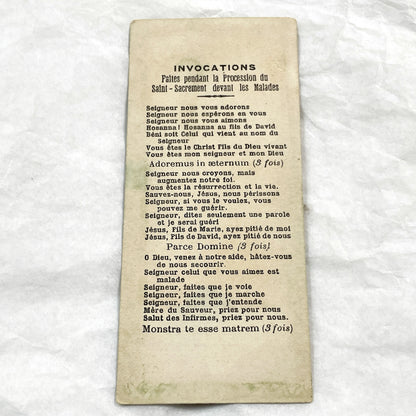 INVOCATIONS
Faites pendant la Procession du
Saint-Sacrement devant les Malades
Seigneur nous vous adorons
Seigneur nous espérons en vous
Seigneur nous vous aimons
Hosanna! Hosanna au fils de David
Béni soit Celui qui vient au nom du
Seigneur
Vous êtes le Christ Fils du Dieu vivant
Vous êtes mon seigneur et mon Dieu
Adoremus in æternum (3 fois)
Seigneur nous croyons, mais
augmentez notre foi.
Vous êtes la résurrection et la vie.
Sauvez-nous, Jésus, nous périssons
Seigneur, si vous le voulez, vous
pouvez me guérir.
Seigneur, dites seulement une parole
et je serai guéri
Jésus, Fils de Marie, ayez pitié de moi
Jésus, Fils de David, ayez pitié de nous
Parce Domine (3 fois)
O Dieu, venez à notre aide, hâtez-vous
de nous secourir.
Seigneur celui que vous aimez est
malade
Seigneur, faites que je voie
Seigneur, faites que je marche
Seigneur, faites que j'entende
Mère du Sauveur, priez pour nous
Salut des Infirmes, priez pour nous.
Monstra te esse matrem (3 fois)